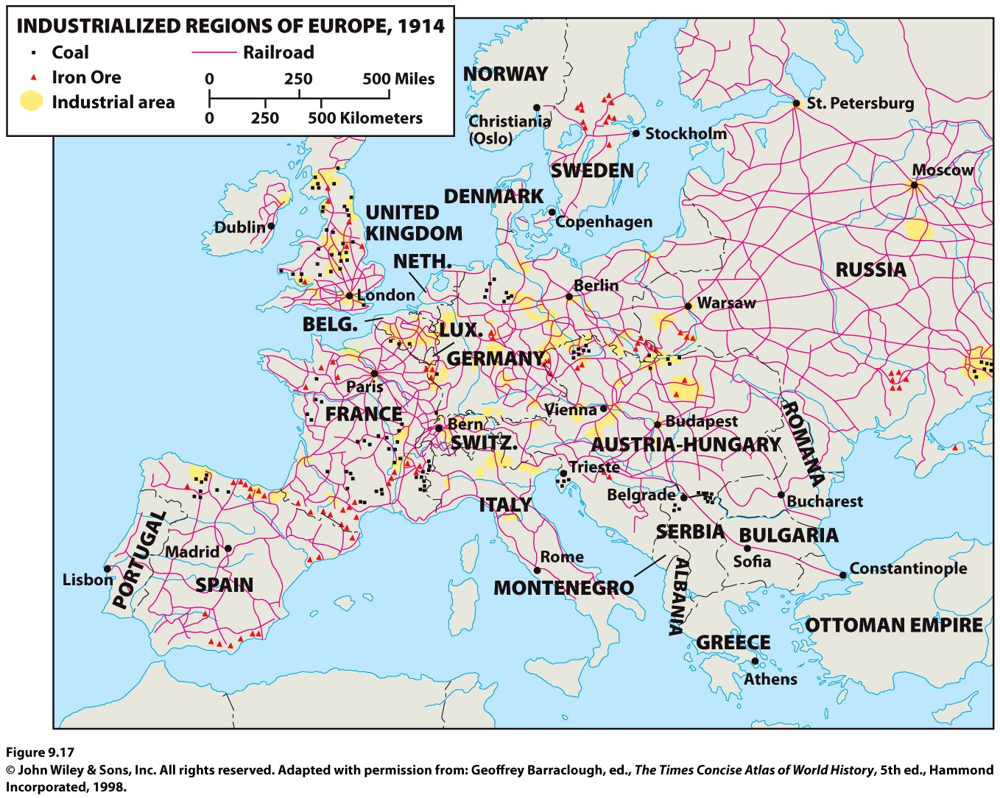 INDUSTRIALIZED REGIONS OF EUROPE, 1914
Coal
Railroad
Iron Ore
0 250 500 Miles
Industrial area
0 250 500 Kilometers
NORWAY
St. Petersburg
Christiania
(Oslo)
Stockholm
SWEDEN
Moscow
DENMARK
UNITED
KINGDOM
Copenhagen
Dublin
NETH.
RUSSIA
Berlin
London
Warsaw
BELG.
LUX.
GERMANY
Paris
FRANCE
Vienna
Bern
Budapest
SWITZ.
AUSTRIA-HUNGARY
ROMANA
Trieste
Belgrade
Bucharest
ITALY
PORTUGAL
SERBIA
BULGARIA
Madrid
Sofia
Rome
Lisbon
SPAIN
MONTENEGRO
Constantinople
ALBANIA
OTTOMAN EMPIRE
GREECE
Athens
Figure 9.17
© John Wiley & Sons, Inc. All rights reserved. Adapted with permission from: Geoffrey Barraclough, ed., The Times Concise Atlas of World History, 5th ed., Hammond
Incorporated, 1998.